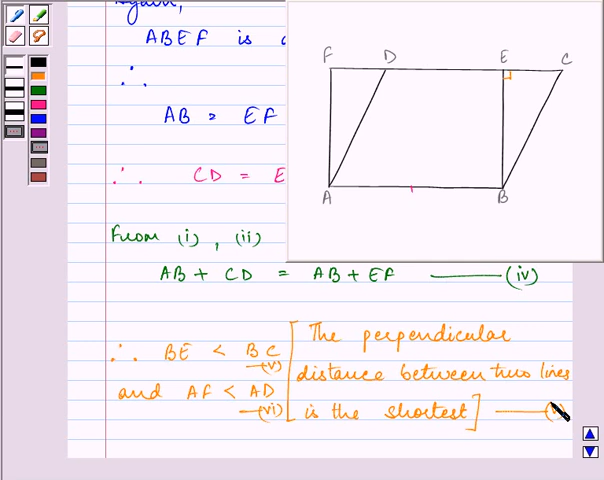 Again,
ABEF is a
∴
AB = EF
∴ CD = E
From (i), (ii)
AB + CD = AB + EF ——— (iv)
∴ BE < BC
—(v)
and AF < AD
—(vi)
[The perpendicular
distance between two lines
is the shortest] ———
F D E C
A B